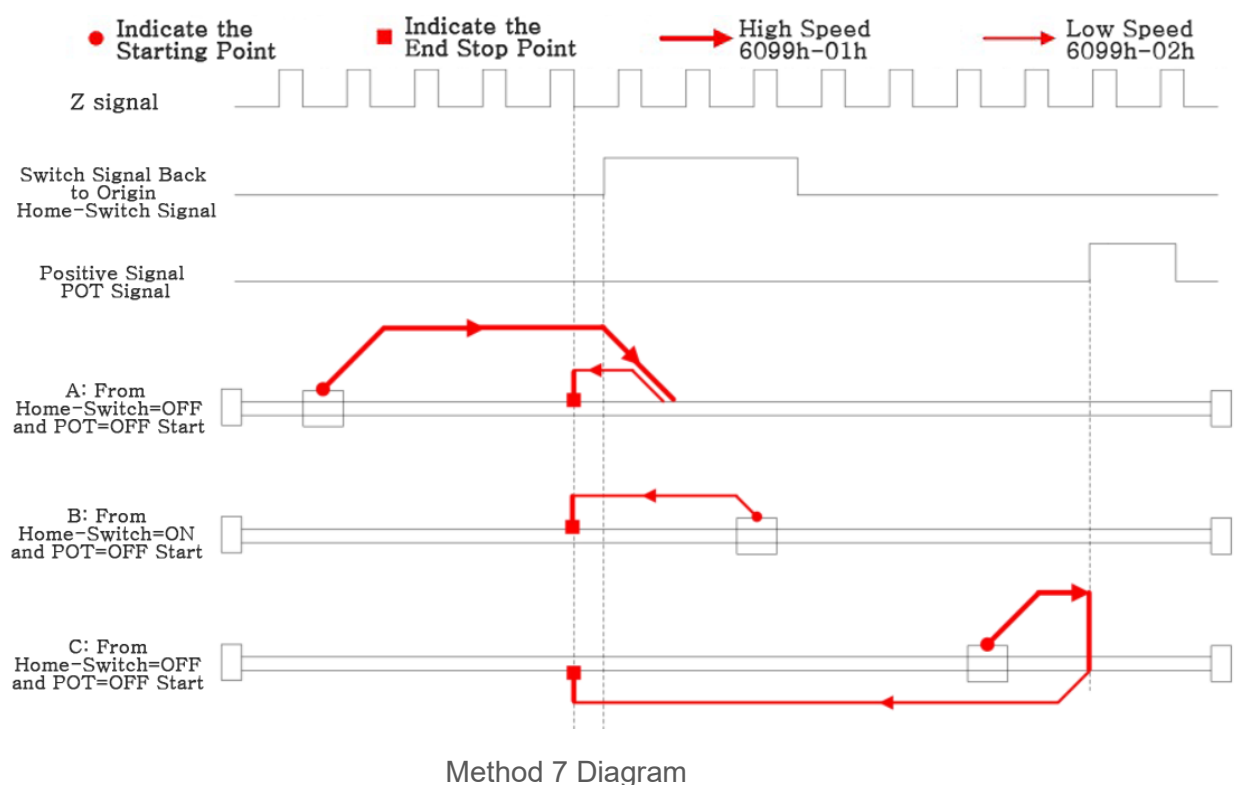 Indicate the
Starting Point
Indicate the
End Stop Point
High Speed
6099h-01h
Low Speed
6099h-02h
Z signal
Switch Signal Back
to Origin
Home-Switch Signal
Positive Signal
POT Signal
A: From
Home-Switch=OFF
and POT=OFF Start
B: From
Home-Switch=ON
and POT=OFF Start
C: From
Home-Switch=OFF
and POT=OFF Start
Method 7 Diagram